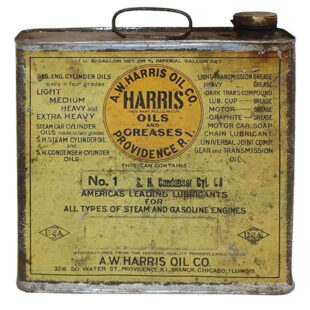 1 U.S. GALLON NET OR ⅚ IMPERIAL GALLON NET
GAS. ENG. CYLINDER OILS
made in four grades
LIGHT
MEDIUM
HEAVY and
EXTRA HEAVY
STEAM CAR CYLINDER
OILS made in two grades
S.H. STEAM CYLINDER OIL
and
S.H. CONDENSER CYLINDER
OILS
A.W. HARRIS OIL CO.
HARRIS
OILS
AND
GREASES
PROVIDENCE, R.I.
LIGHT TRANSMISSION GREASE
HEAVY GREASE
DARK TRANS. COMPOUND
LUB. CUP GREASE
MOTOR GREASE
GRAPHITE GREASE
MOTOR CAR SOAP
CHAIN LUBRICANT
UNIVERSAL JOINT COMP.
GEAR and TRANSMISSION
OIL
THIS CAN CONTAINS
No. 1 S. H. Condenser Cyl. Oil
AMERICA'S LEADING LUBRICANTS
FOR
ALL TYPES OF STEAM AND GASOLINE ENGINES
USA
USA
MANUFACTURED FROM THE HIGHEST QUALITY PENNSYLVANIA
A.W. HARRIS OIL CO.
326 SO. WATER ST., PROVIDENCE, R.I., BRANCH, CHICAGO, ILLINOIS.